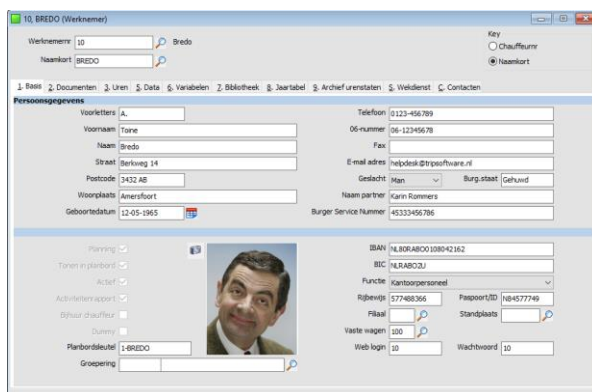 10, BREDO (Werknemer)
Werknemernr 10 Bredo
Naamkort BREDO
Key
Chauffeurnr
Naamkort
1. Basis 2. Documenten 3. Uren 5. Data 6. Variabelen 7. Bibliotheek 8. Jaartabel 9. Archief urenstaten S. Wekdienst C. Contacten
Persoonsgegevens
Voorletters A. Telefoon 0123-456789
Voornaam Toine 06-nummer 06-12345678
Naam Bredo Fax
Straat Berkweg 14 E-mail adres helpdesk@tripsoftware.nl
Postcode 3432 AB Geslacht Man Burg.staat Gehuwd
Woonplaats Amersfoort Naam partner Karin Rommers
Geboortedatum 12-05-1965 Burger Service Nummer 45333456786
Planning IBAN NL80RABO0108042162
Tonen in planbord BIC NLRABO2U
Actief Functie Kantoorpersoneel
Activiteitenrapport Rijbewijs 577488366 Paspoort/ID N84577749
Bijhuur chauffeur Filiaal Standplaats
Dummy Vaste wagen 100
Planbordsleutel 1-BREDO Web login 10 Wachtwoord 10
Groepering